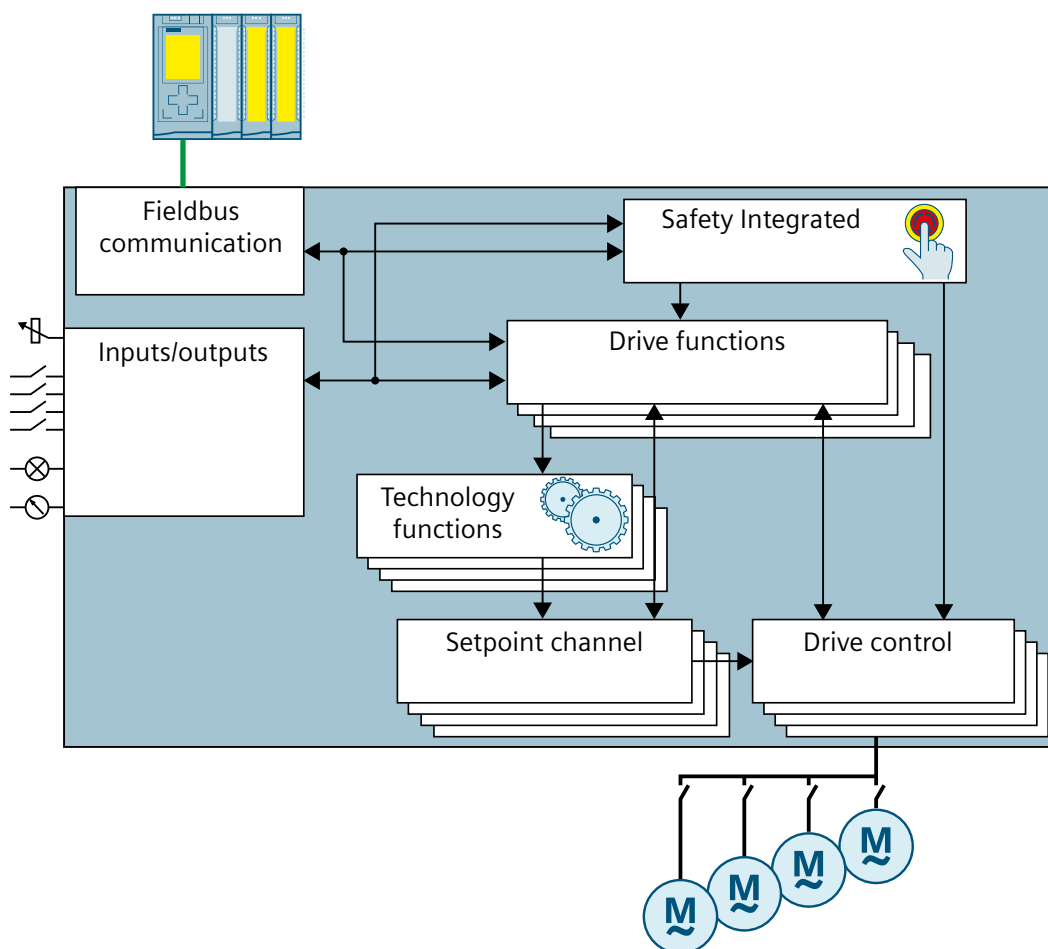 Fieldbus
communication
Safety Integrated
Inputs/outputs
Drive functions
Technology
functions
Setpoint channel
Drive control
M
M
M
M